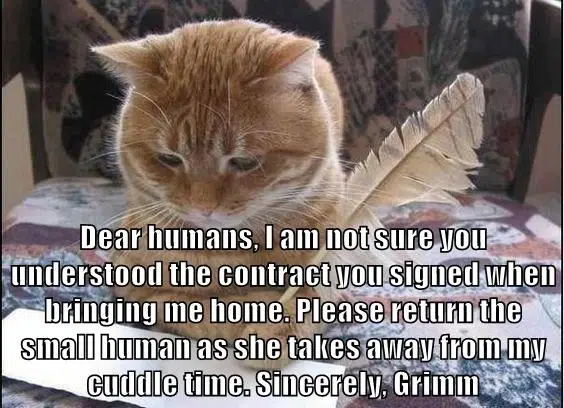 Dear humans, I am not sure you
understood the contract you signed when
bringing me home. Please return the
small human as she takes away from my
cuddle time. Sincerely, Grimm